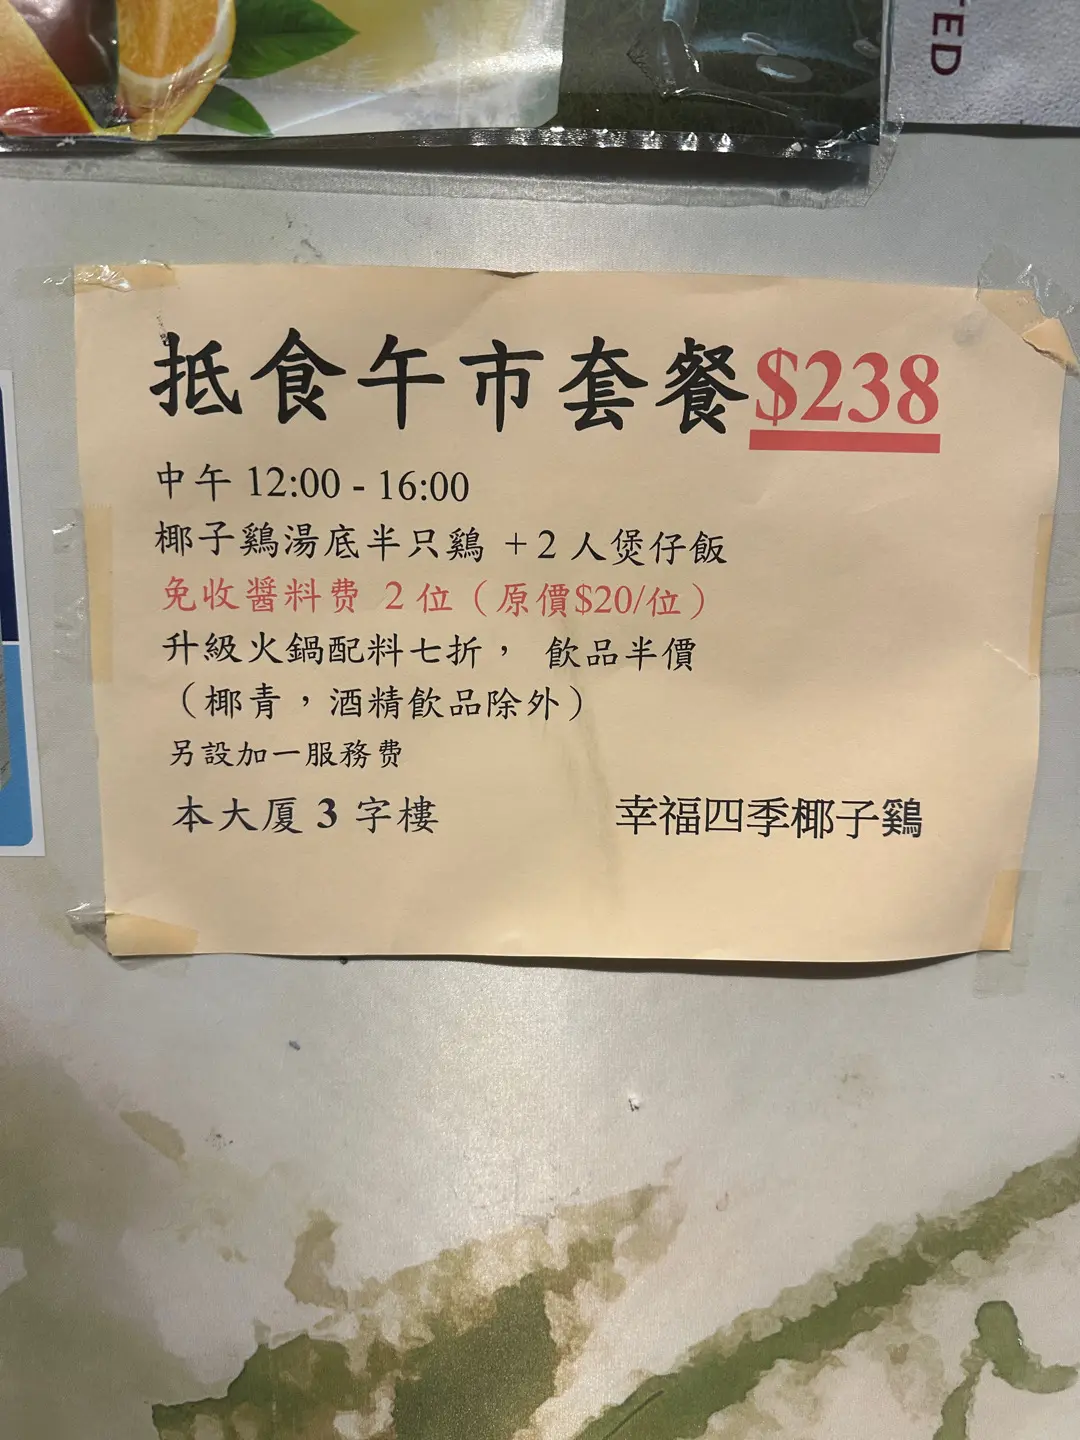 TED
抵食午市套餐$238
中午 12:00 - 16:00
椰子鷄湯底半只鷄 +2 人煲仔飯
免收醬料费 2 位（原價$20/位）
升級火鍋配料七折， 飲品半價
（椰青，酒精飲品除外）
另設加一服務费
本大厦 3 字樓 幸福四季椰子鷄